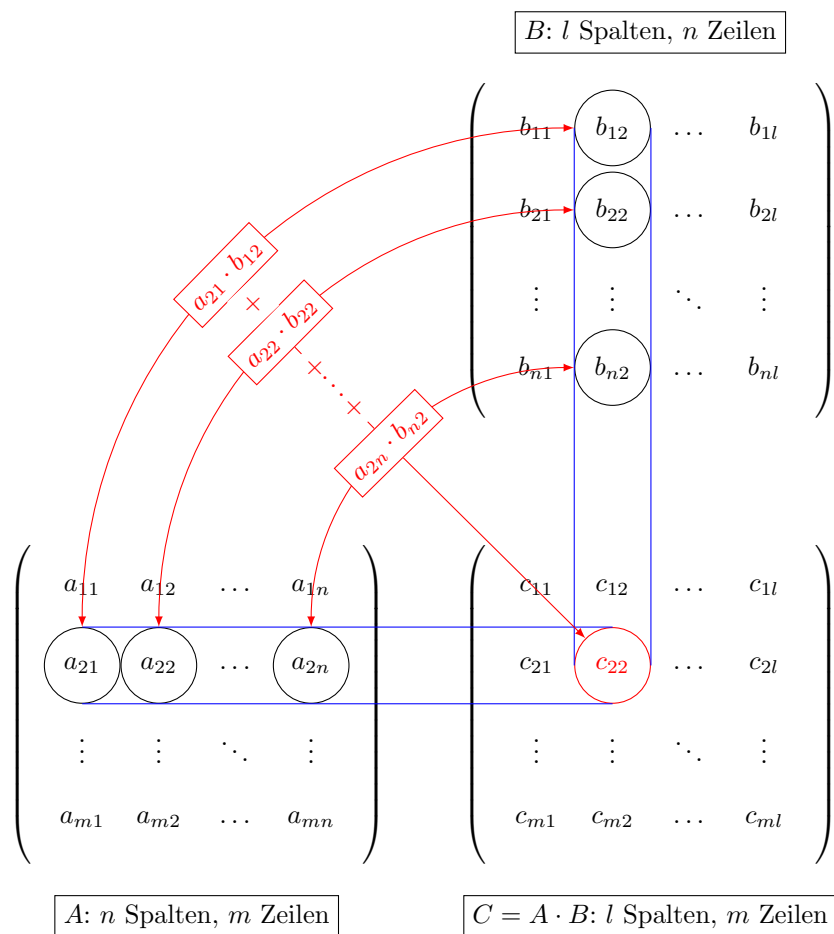 B: l Spalten, n Zeilen
b₁₁ b₁₂ … b₁ₗ
b₂₁ b₂₂ … b₂ₗ
⋮ ⋮ ⋱ ⋮
bₙ₁ bₙ₂ … bₙₗ
a₂₁ · b₁₂
+
a₂₂ · b₂₂
+ … +
a₂ₙ · bₙ₂
a₁₁ a₁₂ … a₁ₙ
a₂₁ a₂₂ … a₂ₙ
⋮ ⋮ ⋱ ⋮
aₘ₁ aₘ₂ … aₘₙ
c₁₁ c₁₂ … c₁ₗ
c₂₁ c₂₂ … c₂ₗ
⋮ ⋮ ⋱ ⋮
cₘ₁ cₘ₂ … cₘₗ
A: n Spalten, m Zeilen
C = A · B: l Spalten, m Zeilen